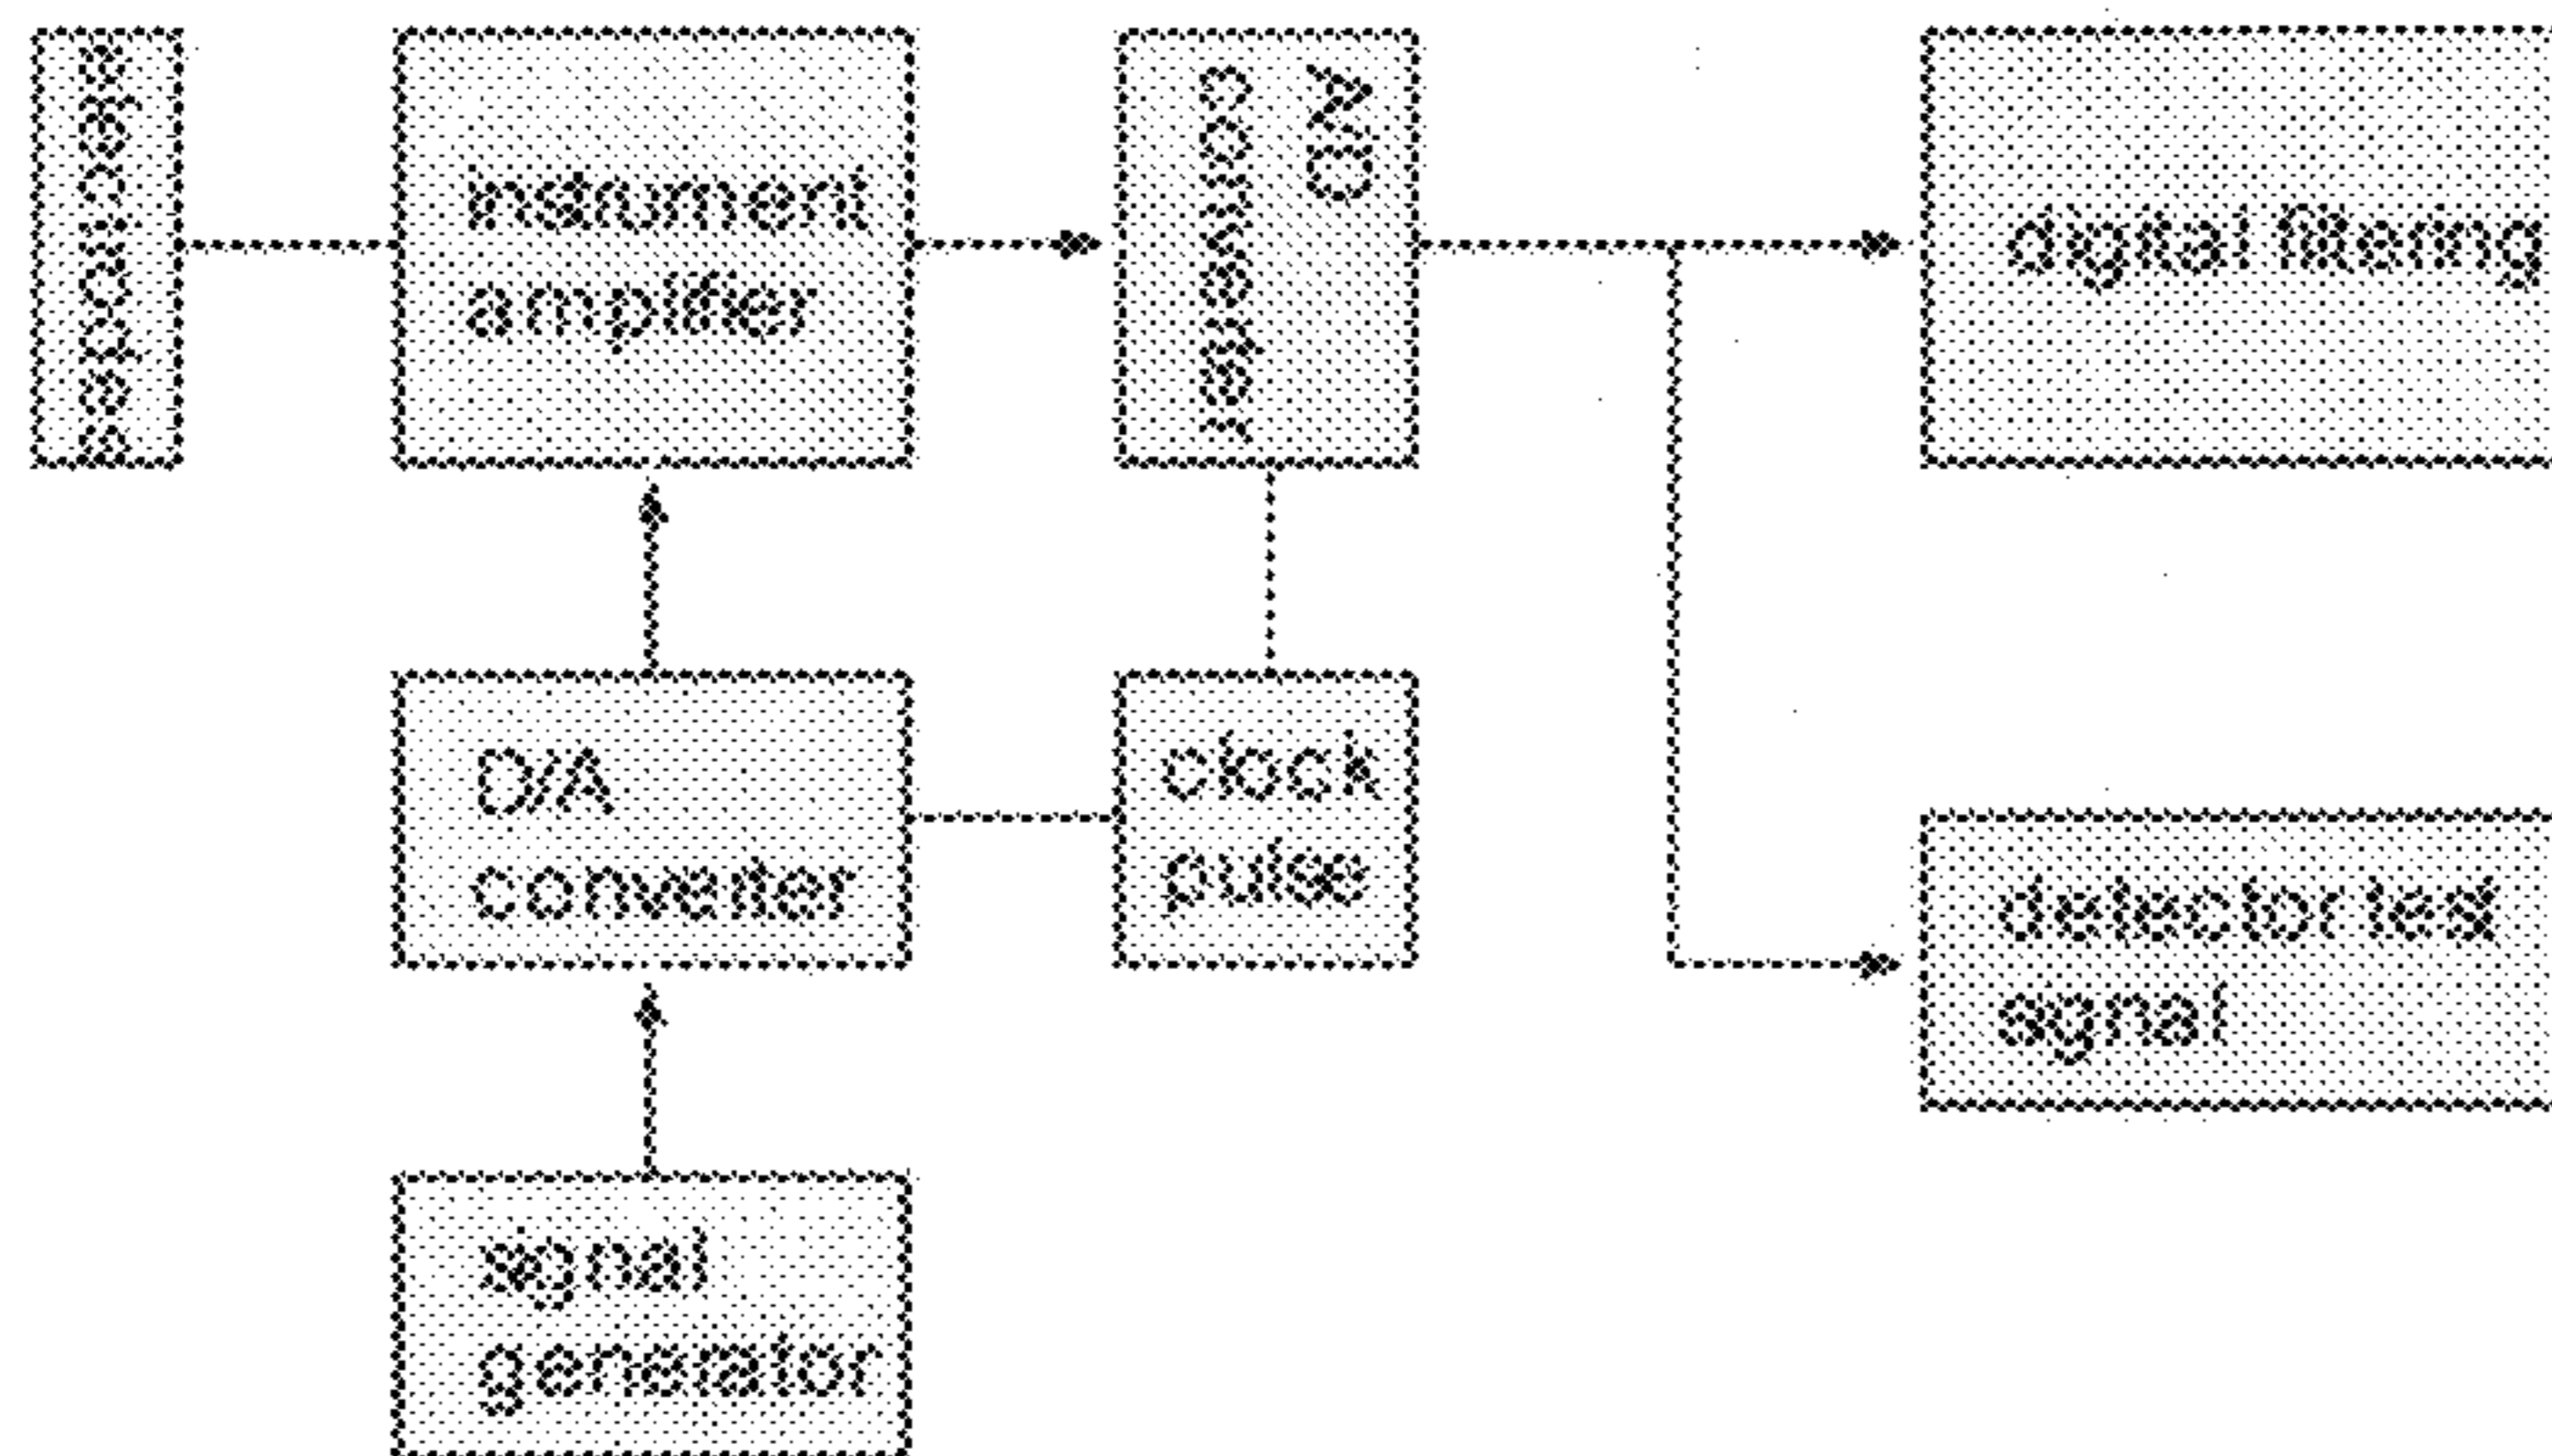 electrodes
instrument
amplifier
A/D
converter
digital filtering
D/A
converter
clock
pulse
detector test
signal
signal
generator